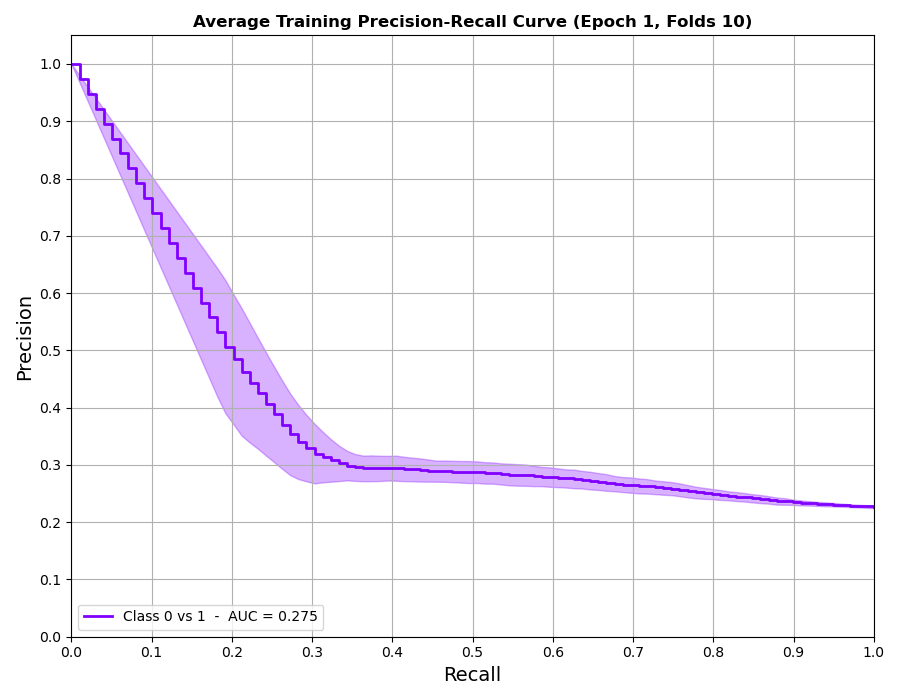 Average Training Precision-Recall Curve (Epoch 1, Folds 10)
Precision
1.0
0.9
0.8
0.7
0.6
0.5
0.4
0.3
0.2
0.1
0.0
Class 0 vs 1 - AUC = 0.275
0.0 0.1 0.2 0.3 0.4 0.5 0.6 0.7 0.8 0.9 1.0
Recall